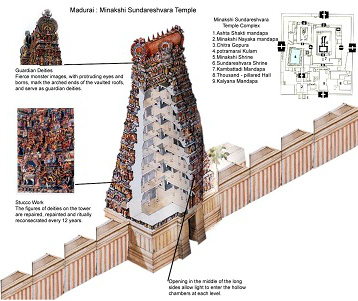 Madurai : Minakshi Sundareshvara Temple
Minakshi Sundareshvara
Temple Complex
1.Ashta Shakti mandapa
2.Minakshi Nayaka mandapa
3.Chitra Gopura
4.potramarai Kulam
5.Minakshi Shrine
6.Sundareshvara Shrine
7.Kambattadi Mandapa
8.Thousand - pillared Hall
9.Kalyana Mandapa
Guardian Deities
Fierce monster images, with protruding eyes and
borns, mark the arched ends of the vaulted roofs,
and serve as guardian deities.
Stucco Work
The figures of deities on the tower
are repaired, repainted and ritually
reconsecrated every 12 years.
Opening in the middle of the long
sides allow light to enter the hollow
chambers at each level.